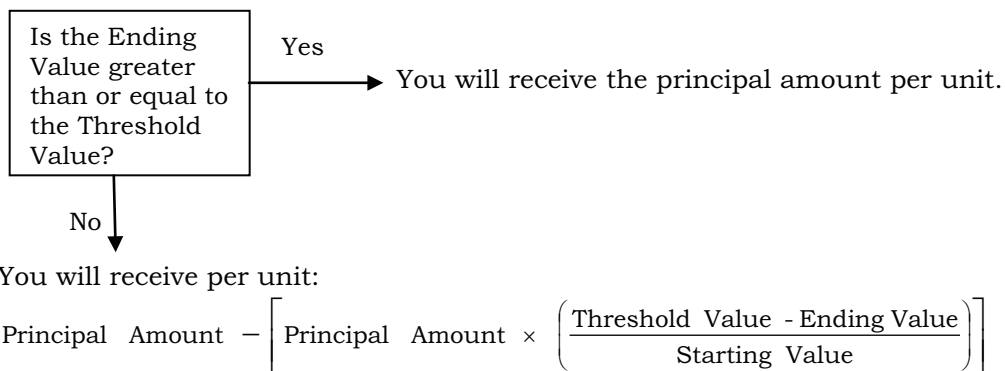 Is the Ending
Value greater
than or equal to
the Threshold
Value?
Yes
You will receive the principal amount per unit.
No
You will receive per unit:
Principal Amount − [Principal Amount × (Threshold Value - Ending Value / Starting Value)]